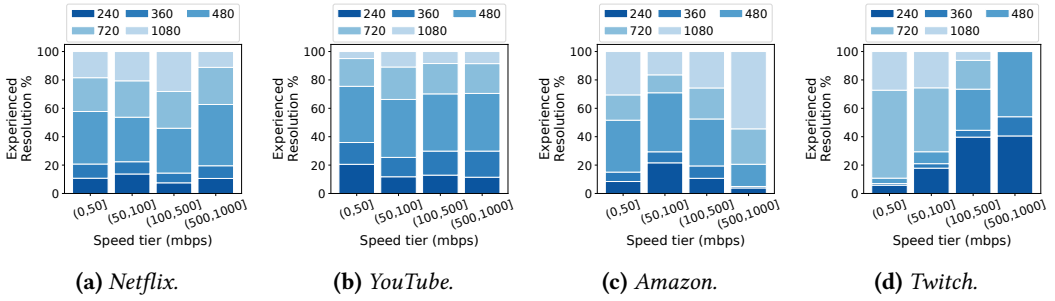 240 360 480
720 1080
Experienced
Resolution %
100
80
60
40
20
0
(0,50]
(50,100]
(100,500]
(500,1000]
Speed tier (mbps)
(a) Netflix.
240 360 480
720 1080
Experienced
Resolution %
100
80
60
40
20
0
(0,50]
(50,100]
(100,500]
(500,1000]
Speed tier (mbps)
(b) YouTube.
240 360 480
720 1080
Experienced
Resolution %
100
80
60
40
20
0
(0,50]
(50,100]
(100,500]
(500,1000]
Speed tier (mbps)
(c) Amazon.
240 360 480
720 1080
Experienced
Resolution %
100
80
60
40
20
0
(0,50]
(50,100]
(100,500]
(500,1000]
Speed tier (mbps)
(d) Twitch.